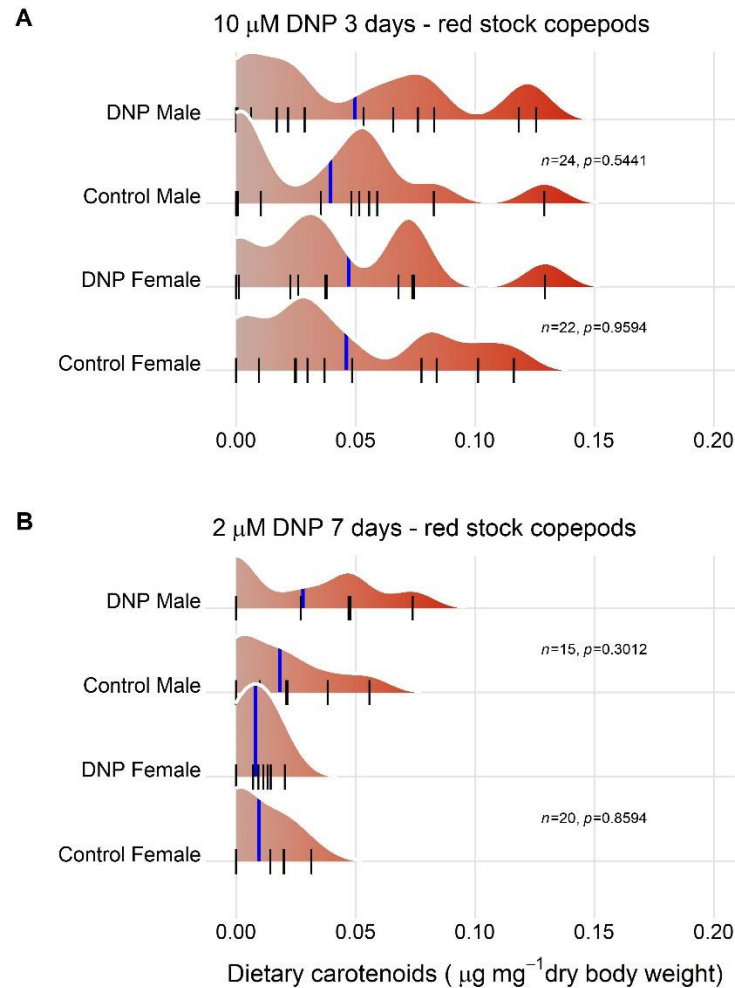 A
10 μM DNP 3 days - red stock copepods
DNP Male
n=24, p=0.5441
Control Male
DNP Female
n=22, p=0.9594
Control Female
0.00 0.05 0.10 0.15 0.20
B
2 μM DNP 7 days - red stock copepods
DNP Male
n=15, p=0.3012
Control Male
DNP Female
n=20, p=0.8594
Control Female
0.00 0.05 0.10 0.15 0.20
Dietary carotenoids ( μg mg⁻¹dry body weight)